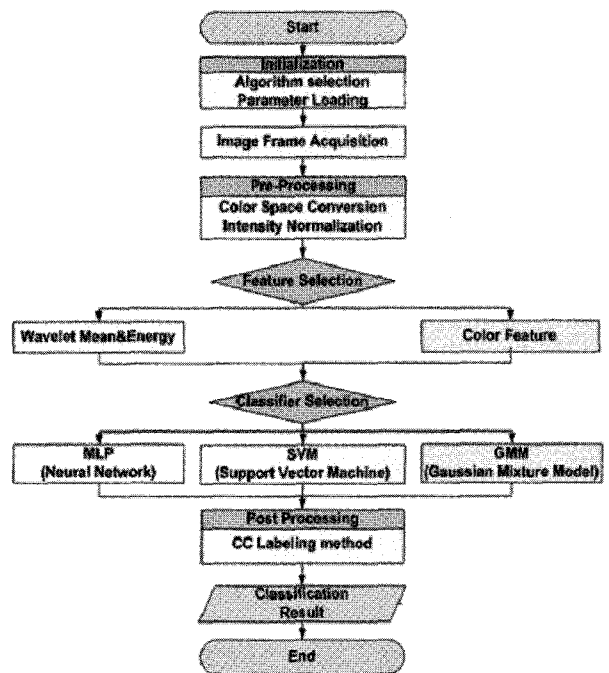 Start
Initialization
Algorithm selection
Parameter Loading
Image Frame Acquisition
Pre-Processing
Color Space Conversion
Intensity Normalization
Feature Selection
Wavelet Mean&Energy
Color Feature
Classifier Selection
MLP
(Neural Network)
SVM
(Support Vector Machine)
GMM
(Gaussian Mixture Model)
Post Processing
CC Labeling method
Classification
Result
End